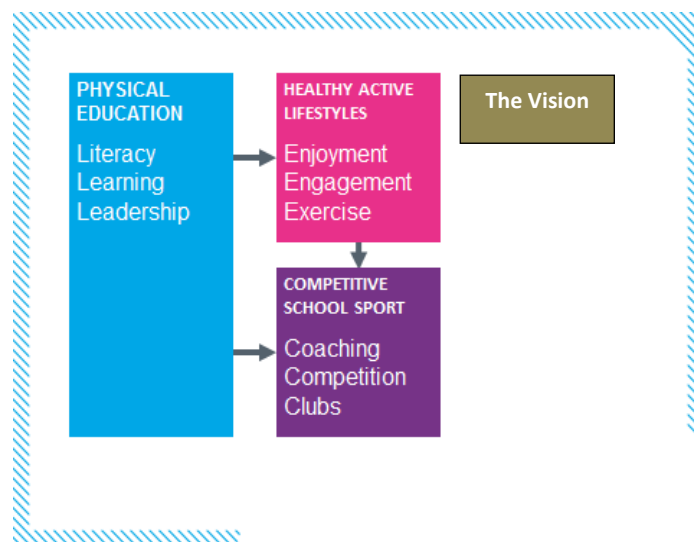 PHYSICAL
EDUCATION
Literacy
Learning
Leadership
HEALTHY ACTIVE
LIFESTYLES
Enjoyment
Engagement
Exercise
COMPETITIVE
SCHOOL SPORT
Coaching
Competition
Clubs
The Vision